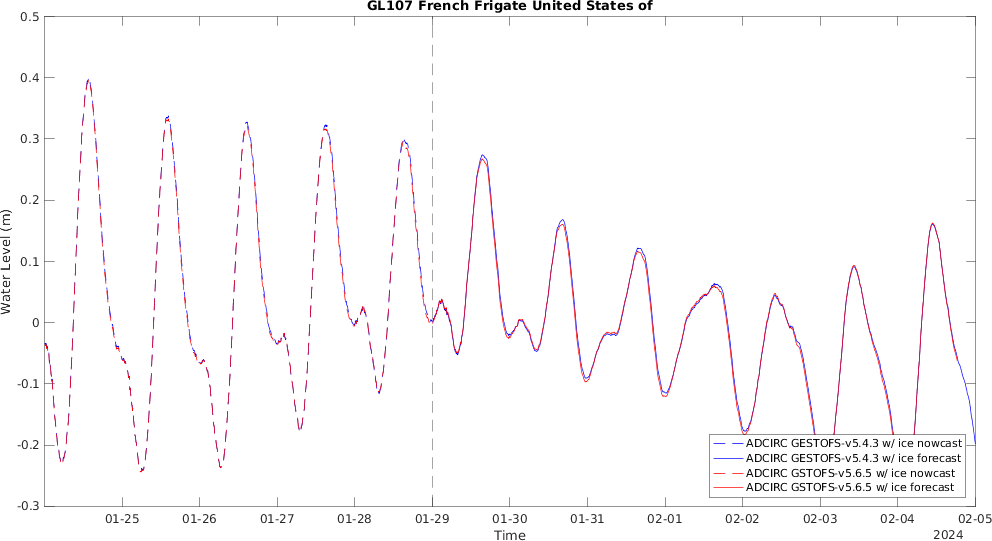 GL107 French Frigate United States of
0.5
0.4
0.3
0.2
0.1
0
-0.1
-0.2
-0.3
Water Level (m)
ADCIRC GESTOFS-v5.4.3 w/ ice nowcast
ADCIRC GESTOFS-v5.4.3 w/ ice forecast
ADCIRC GSTOFS-v5.6.5 w/ ice nowcast
ADCIRC GSTOFS-v5.6.5 w/ ice forecast
01-25 01-26 01-27 01-28 01-29 01-30 01-31 02-01 02-02 02-03 02-04 02-05
Time
2024